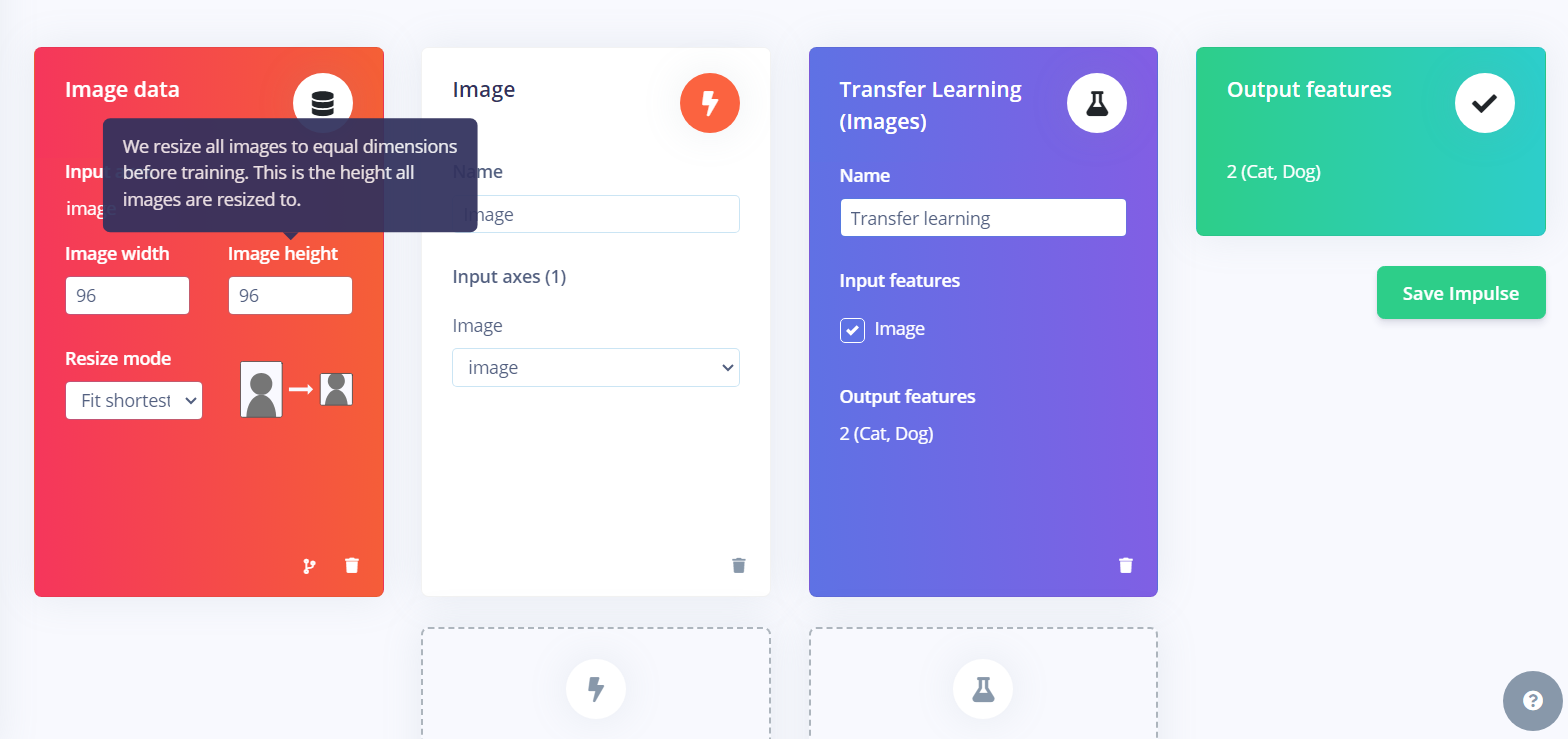 Image data
We resize all images to equal dimensions
before training. This is the height all
images are resized to.
Input
image
Image width
Image height
96
96
Resize mode
Fit shortest
Image
Name
image
Input axes (1)
Image
image
Transfer Learning
(Images)
Name
Transfer learning
Input features
Image
Output features
2 (Cat, Dog)
Output features
2 (Cat, Dog)
Save Impulse
?